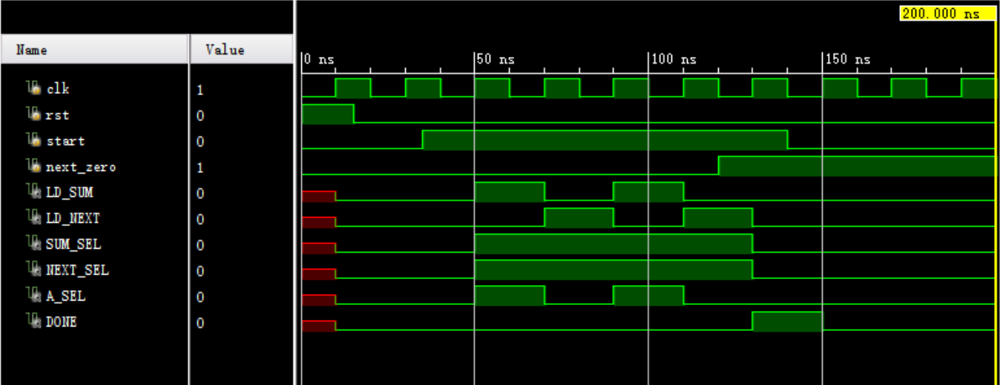 200.000 ns
Name Value
0 ns 50 ns 100 ns 150 ns
clk 1
rst 0
start 0
next_zero 1
LD_SUM 0
LD_NEXT 0
SUM_SEL 0
NEXT_SEL 0
A_SEL 0
DONE 0